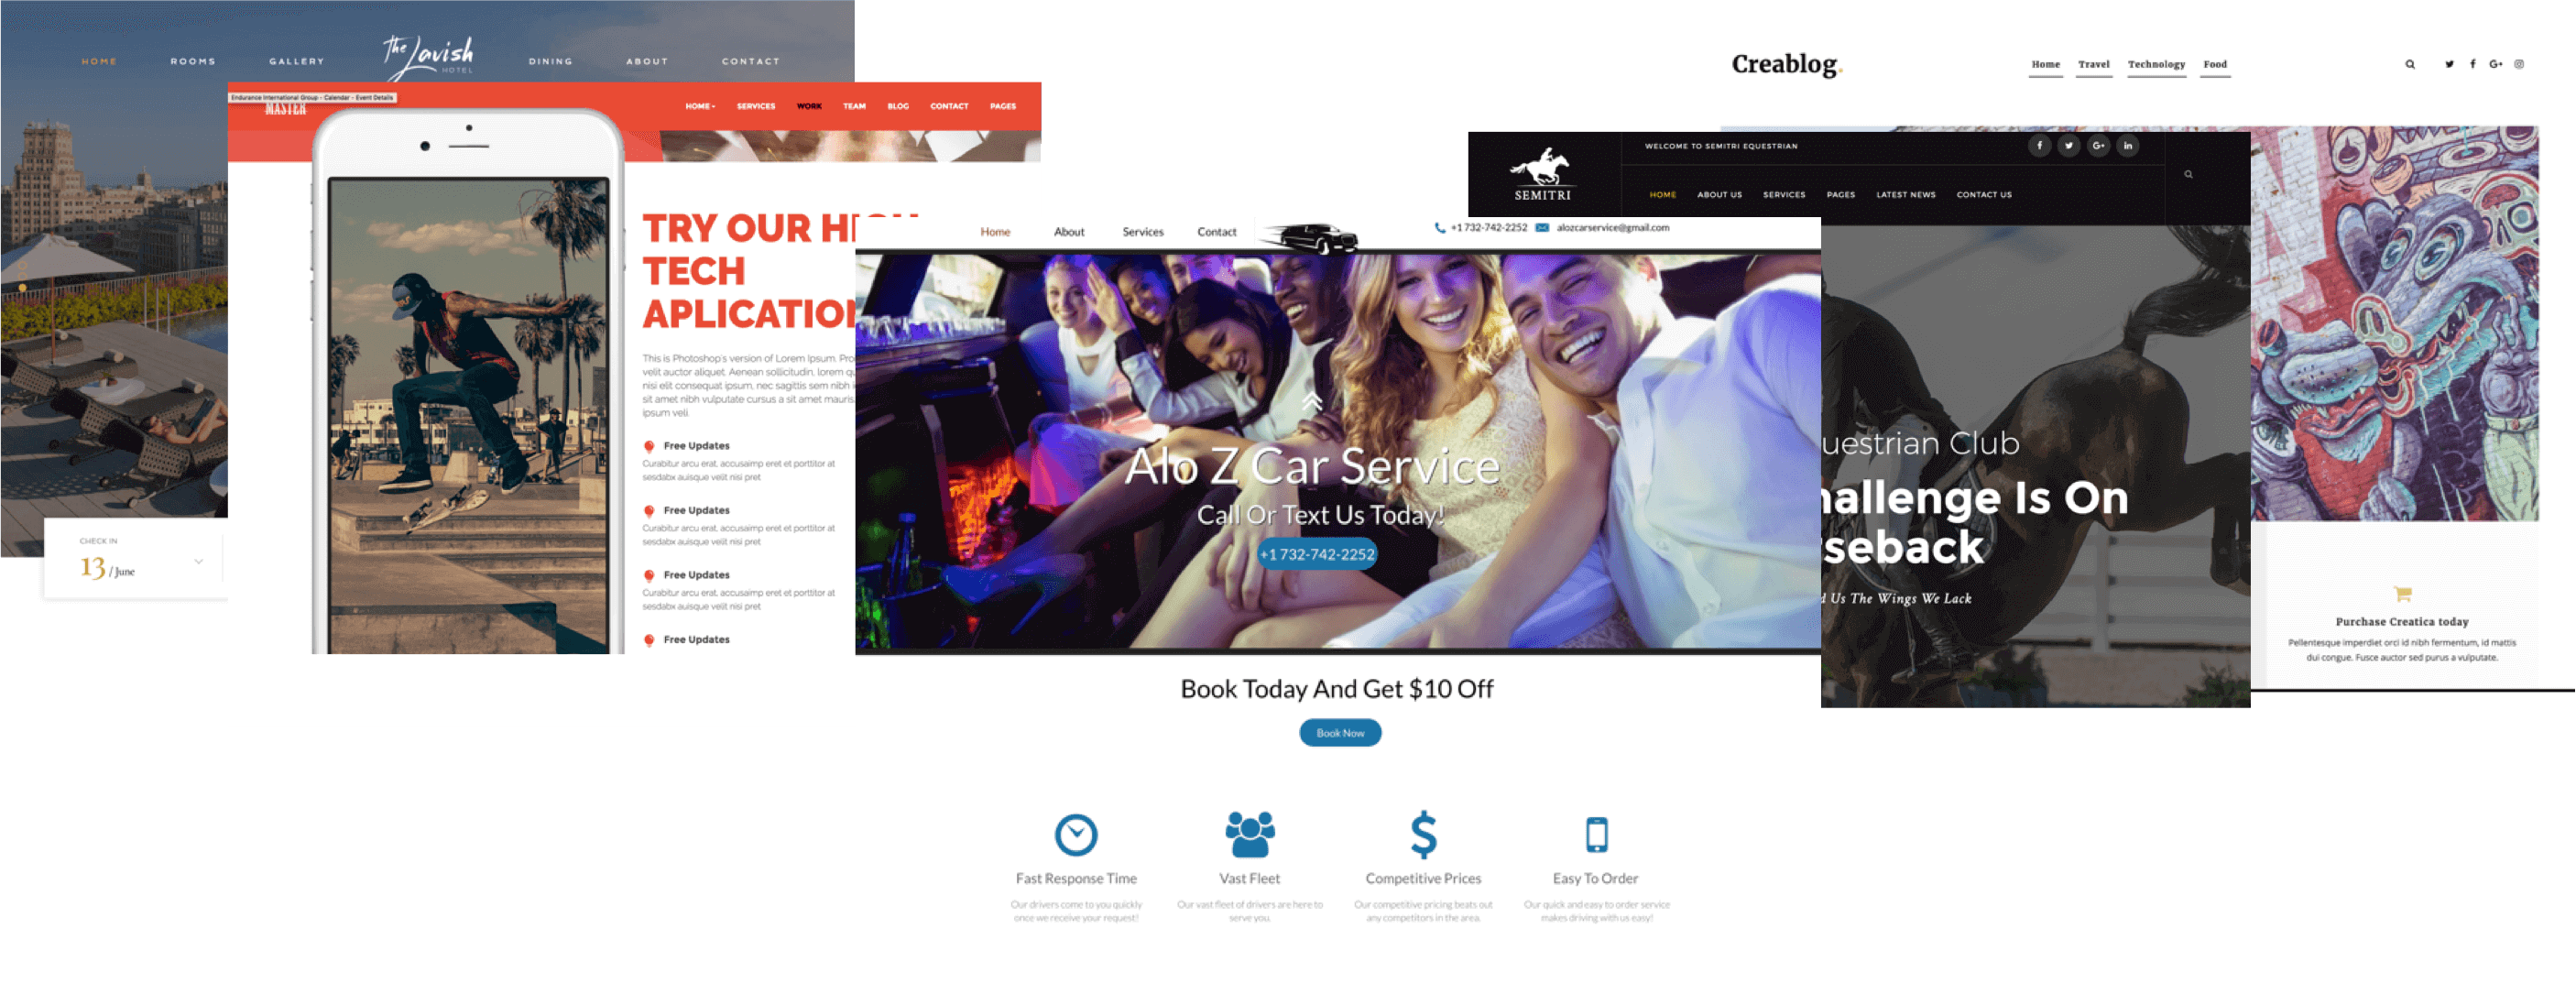 HOME
ROOMS
GALLERY
The Lavish
HOTEL
DINING
ABOUT
CONTACT
CHECK IN
13 / June
Endurance International Group - Calendar - Event Details
MASTER
HOME
SERVICES
WORK
TEAM
BLOG
CONTACT
PAGES
TRY OUR
TECH
This is Photoshop's version of Lorem Ipsum.
velit auctor aliquet. Aenean sollicitudin, lorem
nisi elit consequat ipsum, nec sagittis sem nibh
sit amet nibh vulputate cursus a sit amet mauris.
ipsum veli.
Free Updates
Curabitur arcu erat, accusaimp eret et porttitor at
sesdabx auisque velit nisi pret
Free Updates
Curabitur arcu erat, accusaimp eret et porttitor at
sesdabx auisque velit nisi pret
Free Updates
Curabitur arcu erat, accusaimp eret et porttitor at
sesdabx auisque velit nisi pret
Free Updates
Home
About
Services
Contact
+1 732-742-2252
alozcarservice@gmail.com
Alo Z Car Service
Call Or Text Us Today!
+1 732-742-2252
Book Today And Get $10 Off
Book Now
Fast Response Time
Our drivers come to you quickly
once we receive your request!
Vast Fleet
Our vast fleet of drivers are here to
serve you.
Competitive Prices
Our competitive pricing beats out
any competitors in the area.
Easy To Order
Our quick and easy to order service
makes driving with us easy!
SEMITRI
WELCOME TO SEMITRI EQUESTRIAN
HOME
ABOUT US
SERVICES
PAGES
LATEST NEWS
CONTACT US
uestrian Club
hallenge Is On
rseback
d Us The Wings We Lack
Creablog.
Home
Travel
Technology
Food
Purchase Creatica today
Pellentesque imperdiet orci id nibh fermentum, id mattis
dui congue. Fusce auctor sed purus a vulputate.